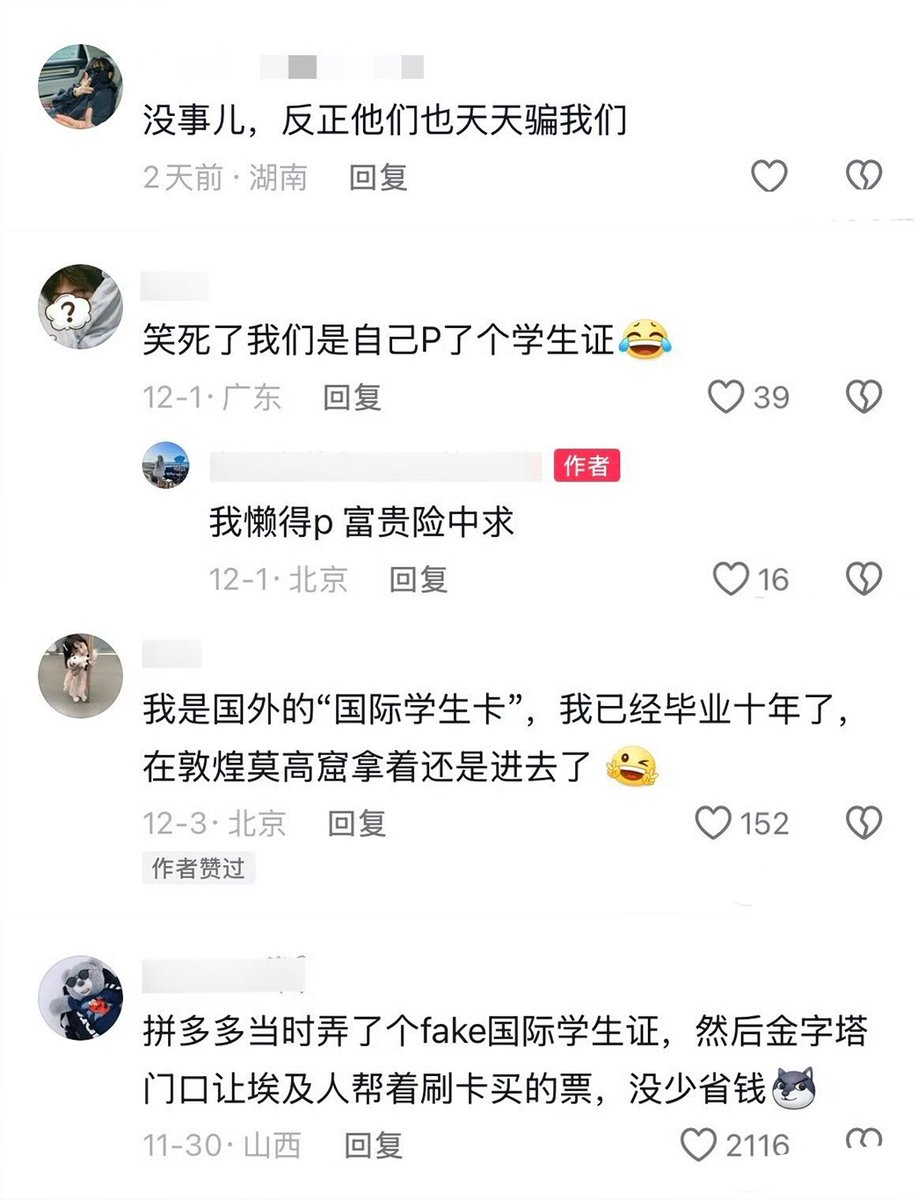 没事儿，反正他们也天天骗我们
2天前·湖南 回复
?
笑死了我们是自己P了个学生证
12-1·广东 回复 39
作者
我懒得p 富贵险中求
12-1·北京 回复 16
我是国外的“国际学生卡”，我已经毕业十年了，
在敦煌莫高窟拿着还是进去了
12-3·北京 回复 152
作者赞过
拼多多当时弄了个fake国际学生证，然后金字塔
门口让埃及人帮着刷卡买的票，没少省钱
11-30·山西 回复 2116